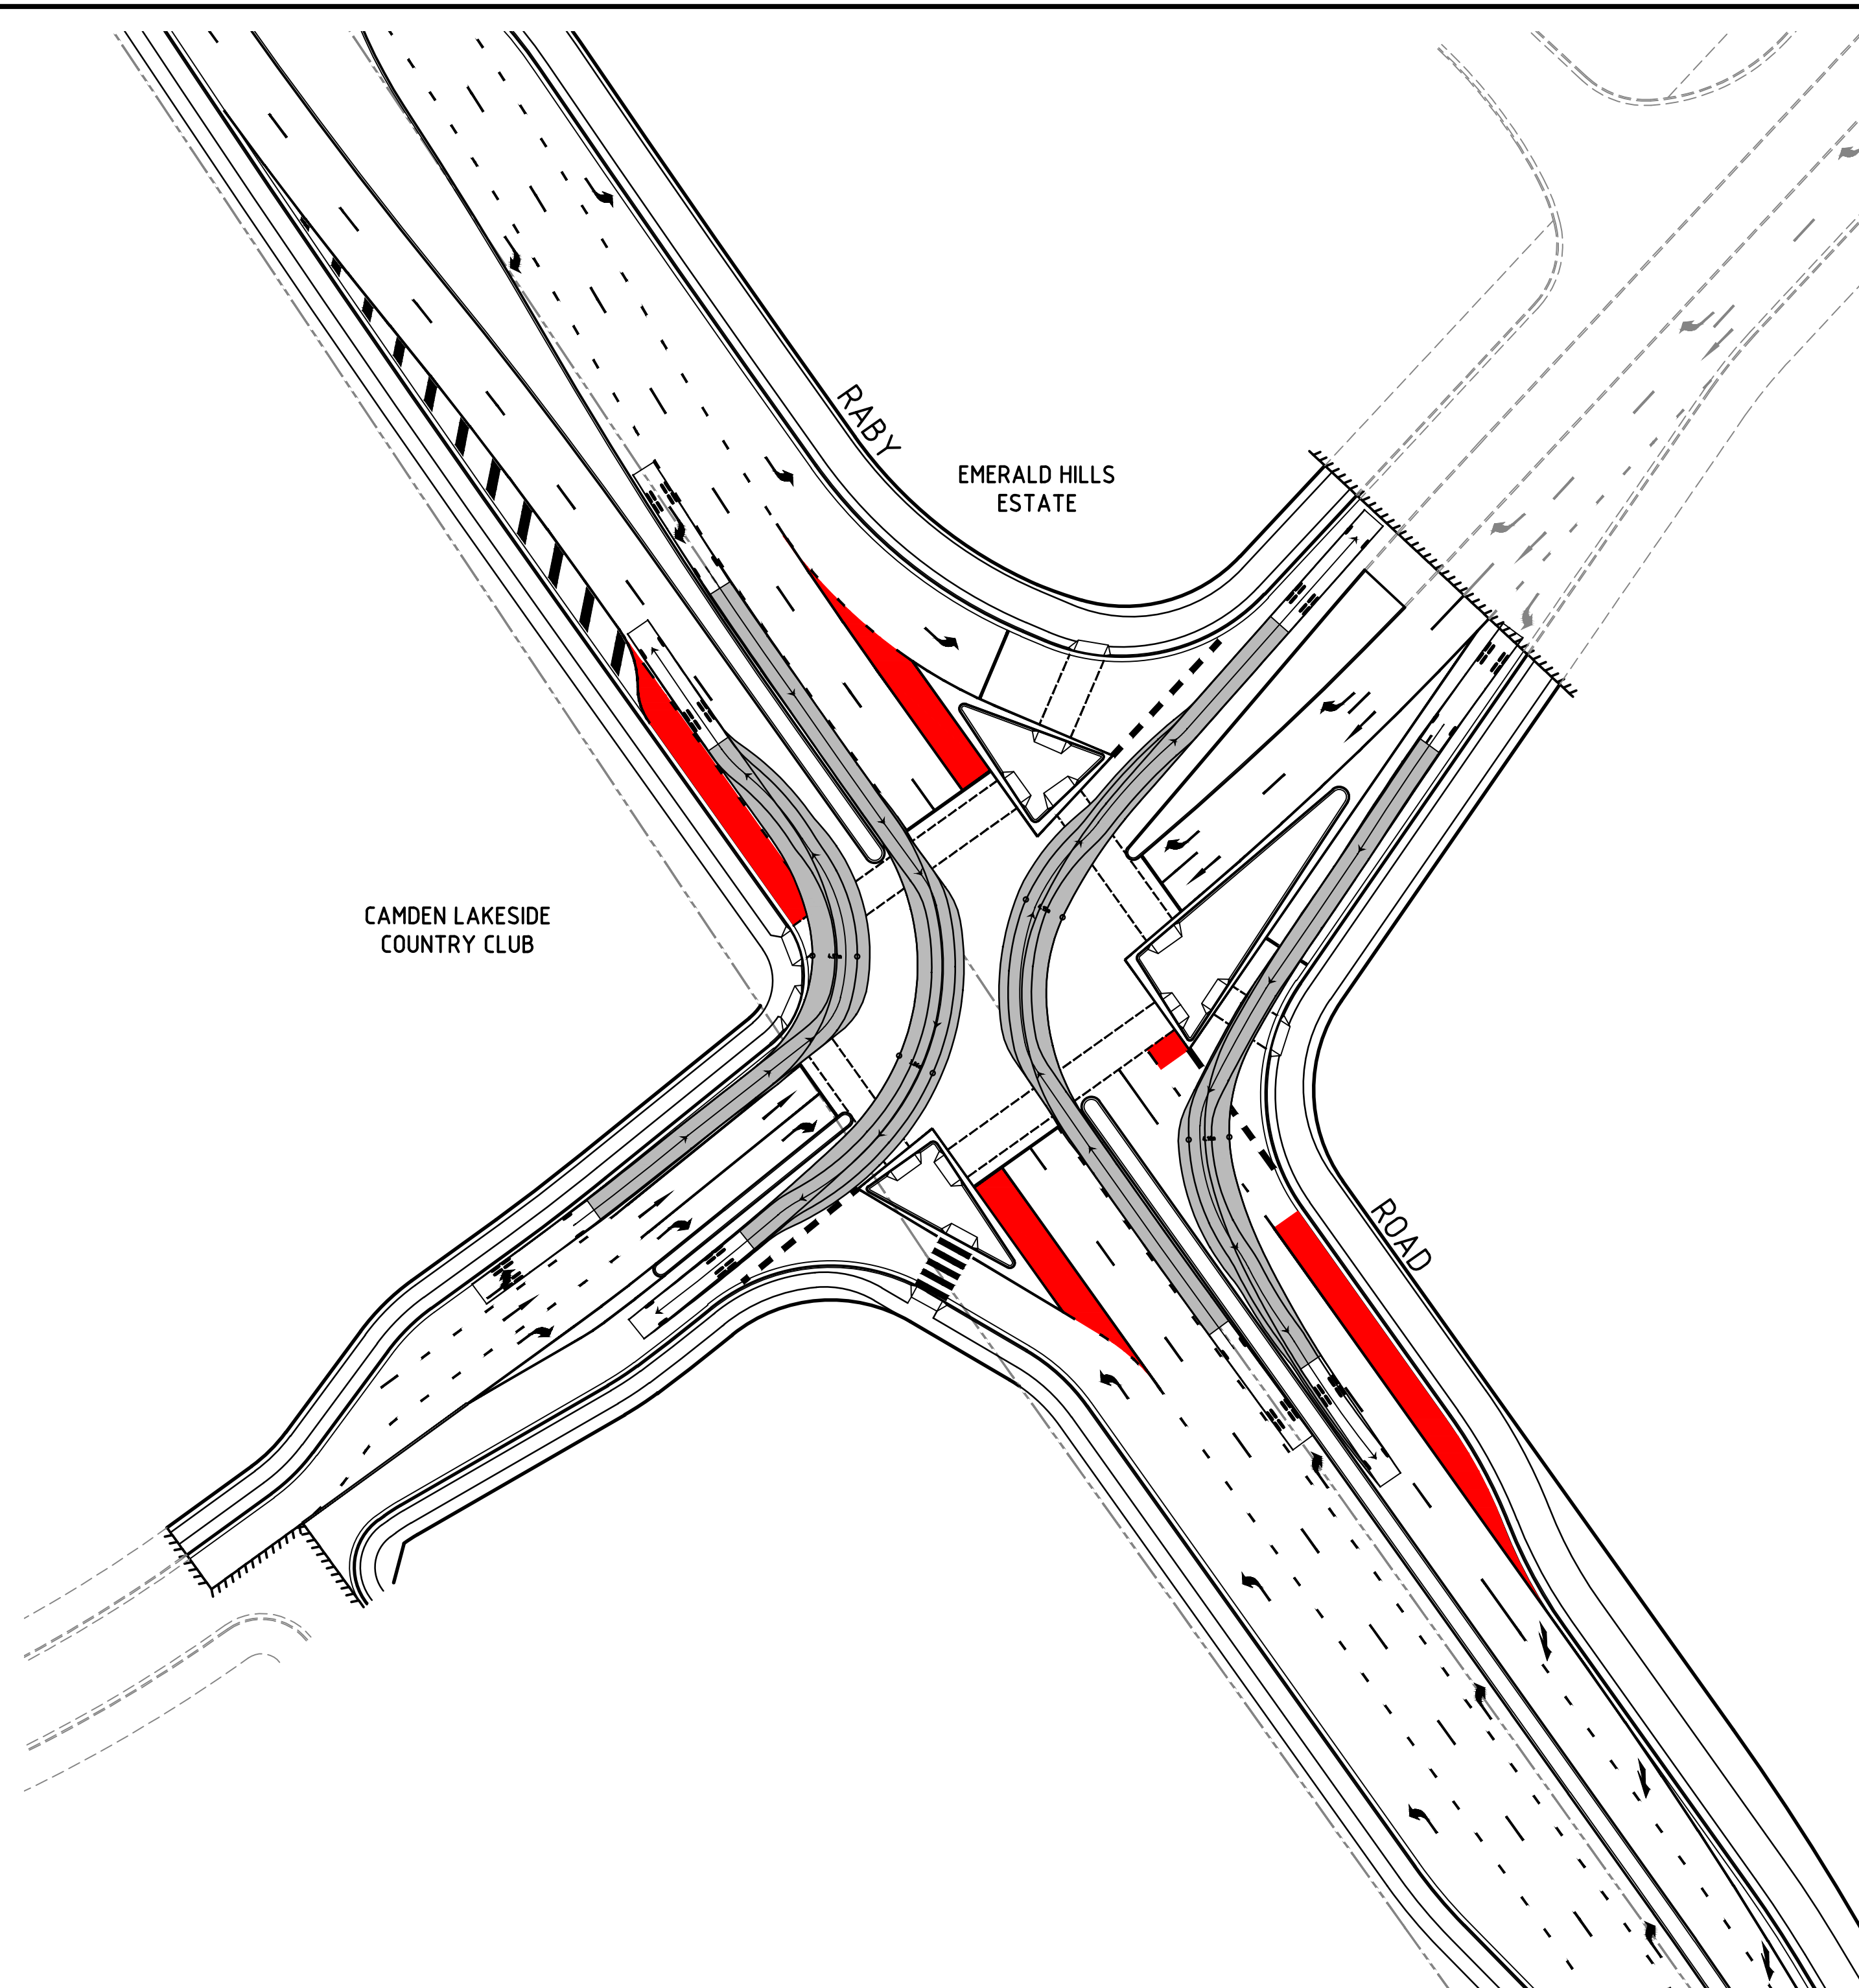 RABY
EMERALD HILLS
ESTATE
CAMDEN LAKESIDE
COUNTRY CLUB
ROAD